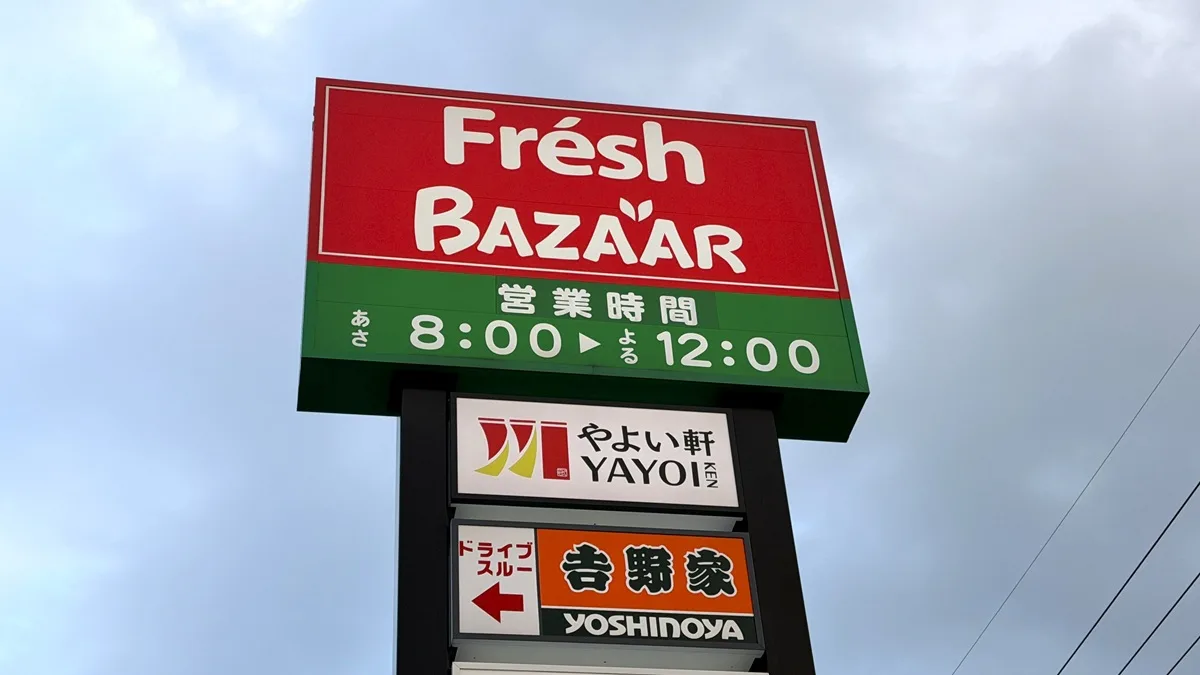 Frésh
BAZAAR
営業時間
あさ 8:00▶よる 12:00
やよい軒
YAYOI KEN
ドライブ
スルー
吉野家
YOSHINOYA